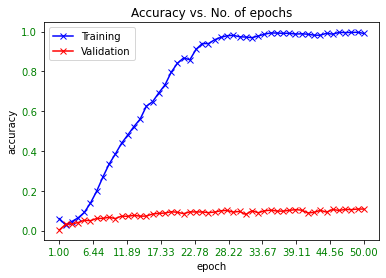 Accuracy vs. No. of epochs
Training
Validation
1.0
0.8
0.6
0.4
0.2
0.0
accuracy
1.00 6.44 11.89 17.33 22.78 28.22 33.67 39.11 44.56 50.00
epoch